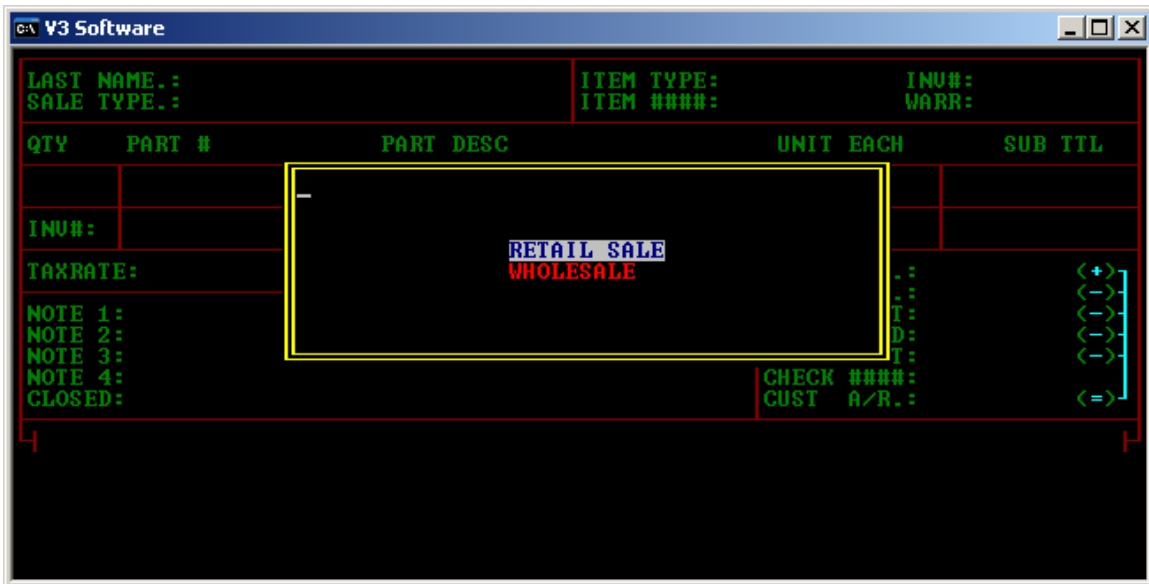 V3 Software
LAST NAME.: ITEM TYPE: INV#:
SALE TYPE.: ITEM ####: WARR:
QTY PART # PART DESC UNIT EACH SUB TTL
INV#:
RETAIL SALE
TAXRATE: .: (+)
WHOLESALE
.: (-)
NOTE 1: T: (-)
NOTE 2: D: (-)
NOTE 3: T: (-)
NOTE 4: CHECK ####:
CLOSED: CUST A/R.: (=)